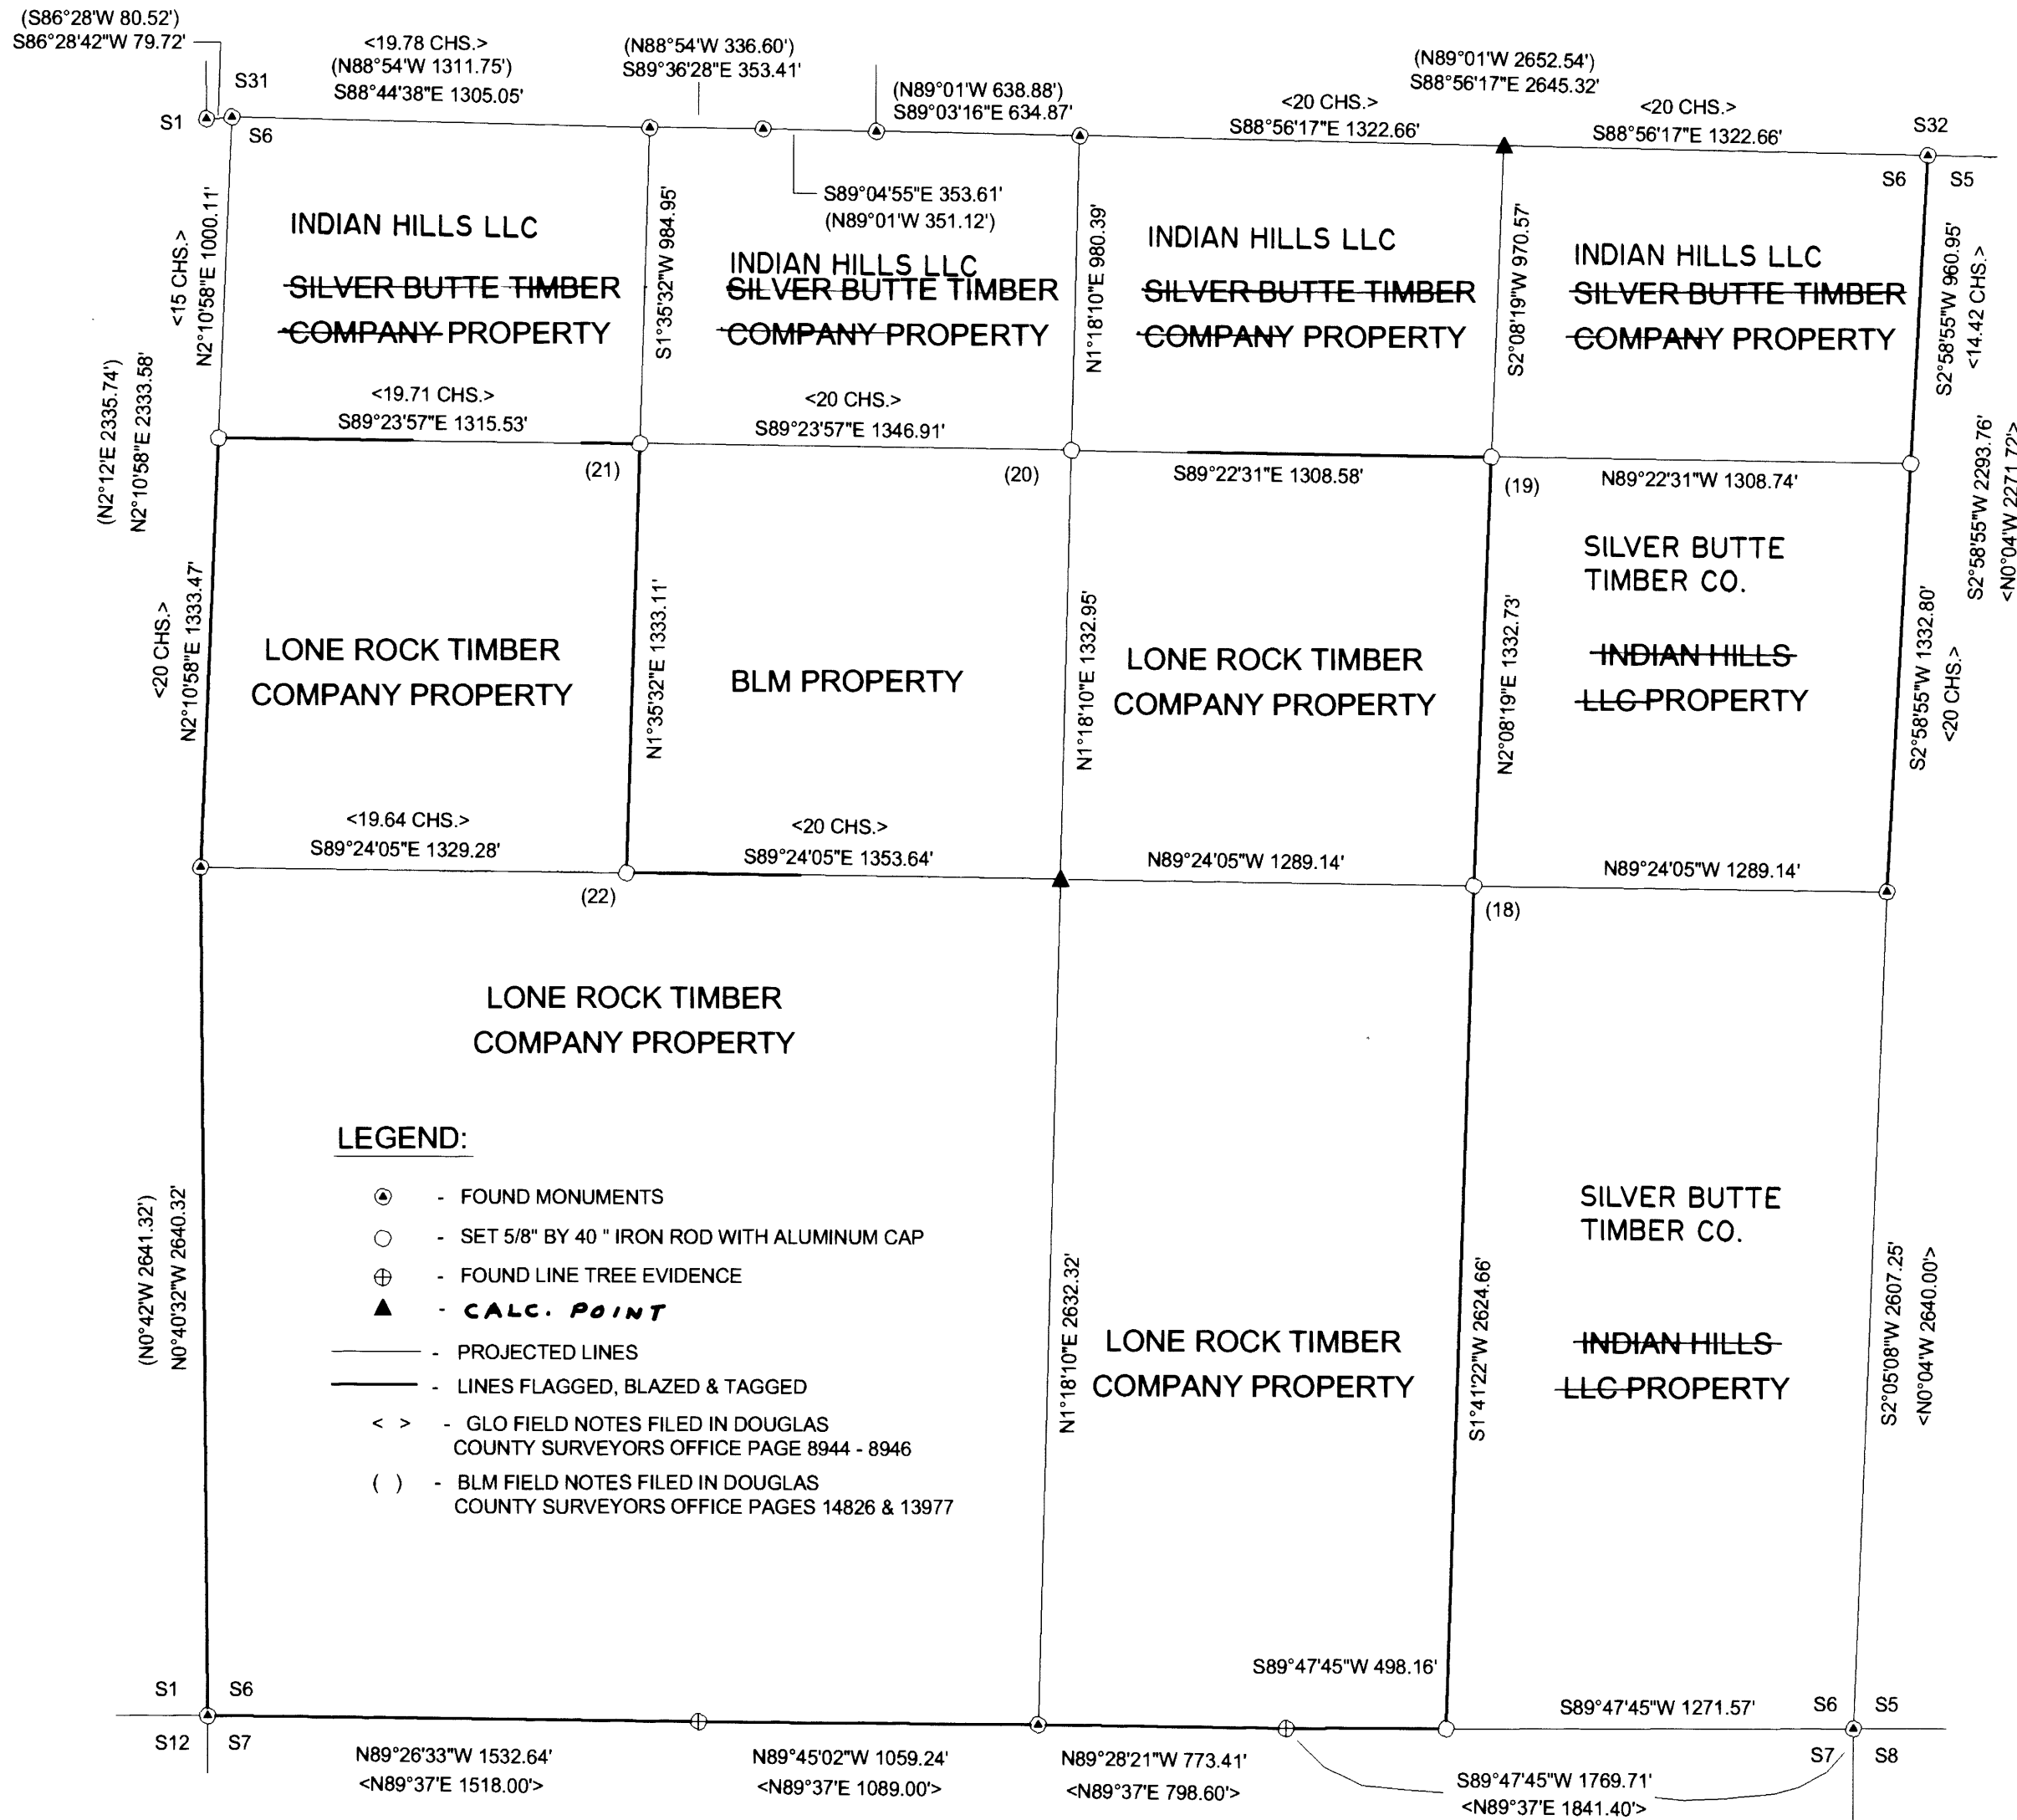 (S86°28'W 80.52')
S86°28'42"W 79.72'
<19.78 CHS.>
(N88°54'W 1311.75')
S88°44'38"E 1305.05'
(N88°54'W 336.60')
S89°36'28"E 353.41'
(N89°01'W 638.88')
S89°03'16"E 634.87'
(N89°01'W 2652.54')
S88°56'17"E 2645.32'
<20 CHS.>
S88°56'17"E 1322.66'
<20 CHS.>
S88°56'17"E 1322.66'
S31
S1
S6
S32
S6
S5
S89°04'55"E 353.61'
(N89°01'W 351.12')
<15 CHS.>
N2°10'58"E 1000.11'
INDIAN HILLS LLC
SILVER BUTTE TIMBER
COMPANY PROPERTY
S1°35'32"W 984.95'
INDIAN HILLS LLC
SILVER BUTTE TIMBER
COMPANY PROPERTY
N1°18'10"E 980.39'
INDIAN HILLS LLC
SILVER BUTTE TIMBER
COMPANY PROPERTY
S2°08'19"W 970.57'
INDIAN HILLS LLC
SILVER BUTTE TIMBER
COMPANY PROPERTY
S2°58'55"W 960.95'
<14.42 CHS.>
(N2°12'E 2335.74')
N2°10'58"E 2333.58'
<19.71 CHS.>
S89°23'57"E 1315.53'
<20 CHS.>
S89°23'57"E 1346.91'
S89°22'31"E 1308.58'
N89°22'31"W 1308.74'
(21)
(20)
(19)
S2°58'55"W 2293.76'
<N0°04'W 2271.72'>
<20 CHS.>
N2°10'58"E 1333.47'
LONE ROCK TIMBER
COMPANY PROPERTY
N1°35'32"E 1333.11'
BLM PROPERTY
N1°18'10"E 1332.95'
LONE ROCK TIMBER
COMPANY PROPERTY
N2°08'19"E 1332.73'
SILVER BUTTE
TIMBER CO.
INDIAN HILLS
LLC PROPERTY
S2°58'55"W 1332.80'
<20 CHS.>
<19.64 CHS.>
S89°24'05"E 1329.28'
<20 CHS.>
S89°24'05"E 1353.64'
N89°24'05"W 1289.14'
N89°24'05"W 1289.14'
(22)
(18)
LONE ROCK TIMBER
COMPANY PROPERTY
LEGEND:
- FOUND MONUMENTS
- SET 5/8" BY 40 " IRON ROD WITH ALUMINUM CAP
- FOUND LINE TREE EVIDENCE
- CALC. POINT
- PROJECTED LINES
- LINES FLAGGED, BLAZED & TAGGED
< > - GLO FIELD NOTES FILED IN DOUGLAS
COUNTY SURVEYORS OFFICE PAGE 8944 - 8946
( ) - BLM FIELD NOTES FILED IN DOUGLAS
COUNTY SURVEYORS OFFICE PAGES 14826 & 13977
(N0°42'W 2641.32')
N0°40'32"W 2640.32'
N1°18'10"E 2632.32'
LONE ROCK TIMBER
COMPANY PROPERTY
S1°41'22"W 2624.66'
SILVER BUTTE
TIMBER CO.
INDIAN HILLS
LLC PROPERTY
S2°05'08"W 2607.25'
<N0°04'W 2640.00'>
S89°47'45"W 498.16'
S1
S6
S89°47'45"W 1271.57'
S6
S5
S12
S7
N89°26'33"W 1532.64'
<N89°37'E 1518.00'>
N89°45'02"W 1059.24'
<N89°37'E 1089.00'>
N89°28'21"W 773.41'
<N89°37'E 798.60'>
S89°47'45"W 1769.71'
<N89°37'E 1841.40'>
S7
S8